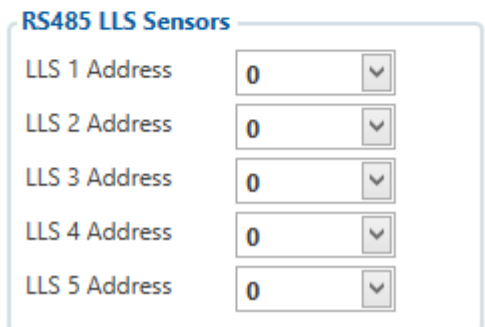 RS485 LLS Sensors
LLS 1 Address 0
LLS 2 Address 0
LLS 3 Address 0
LLS 4 Address 0
LLS 5 Address 0